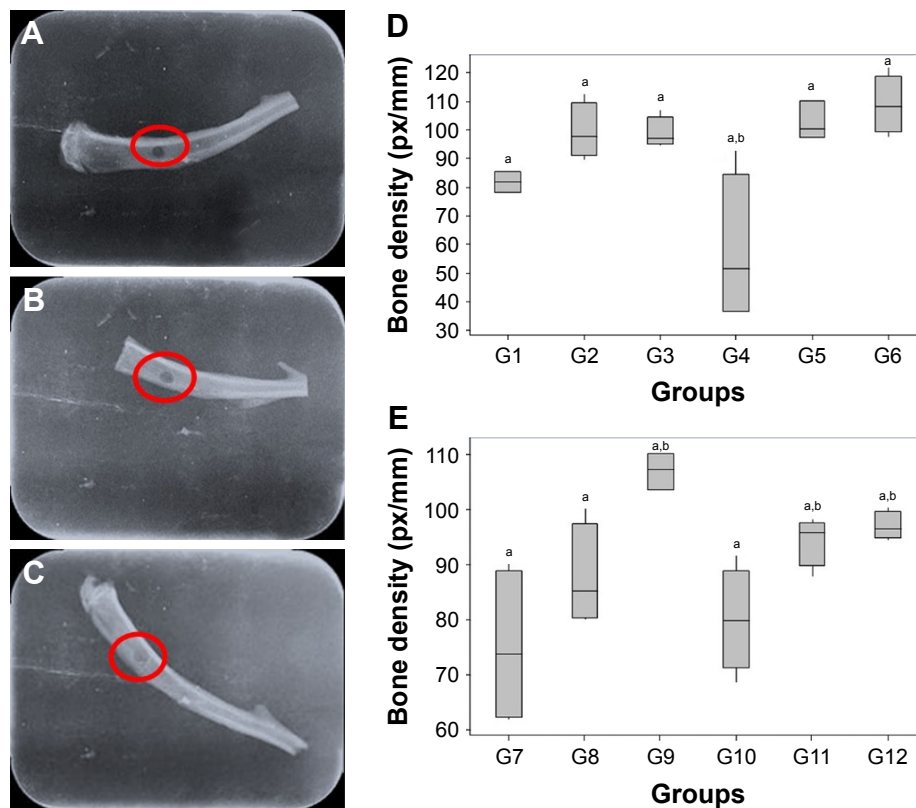 A
B
C
D
Bone density (px/mm)
120
110
100
90
80
70
60
50
40
30
a
a
a
a,b
a
a
G1 G2 G3 G4 G5 G6
Groups
E
Bone density (px/mm)
110
100
90
80
70
60
a
a
a,b
a
a,b
a,b
G7 G8 G9 G10 G11 G12
Groups